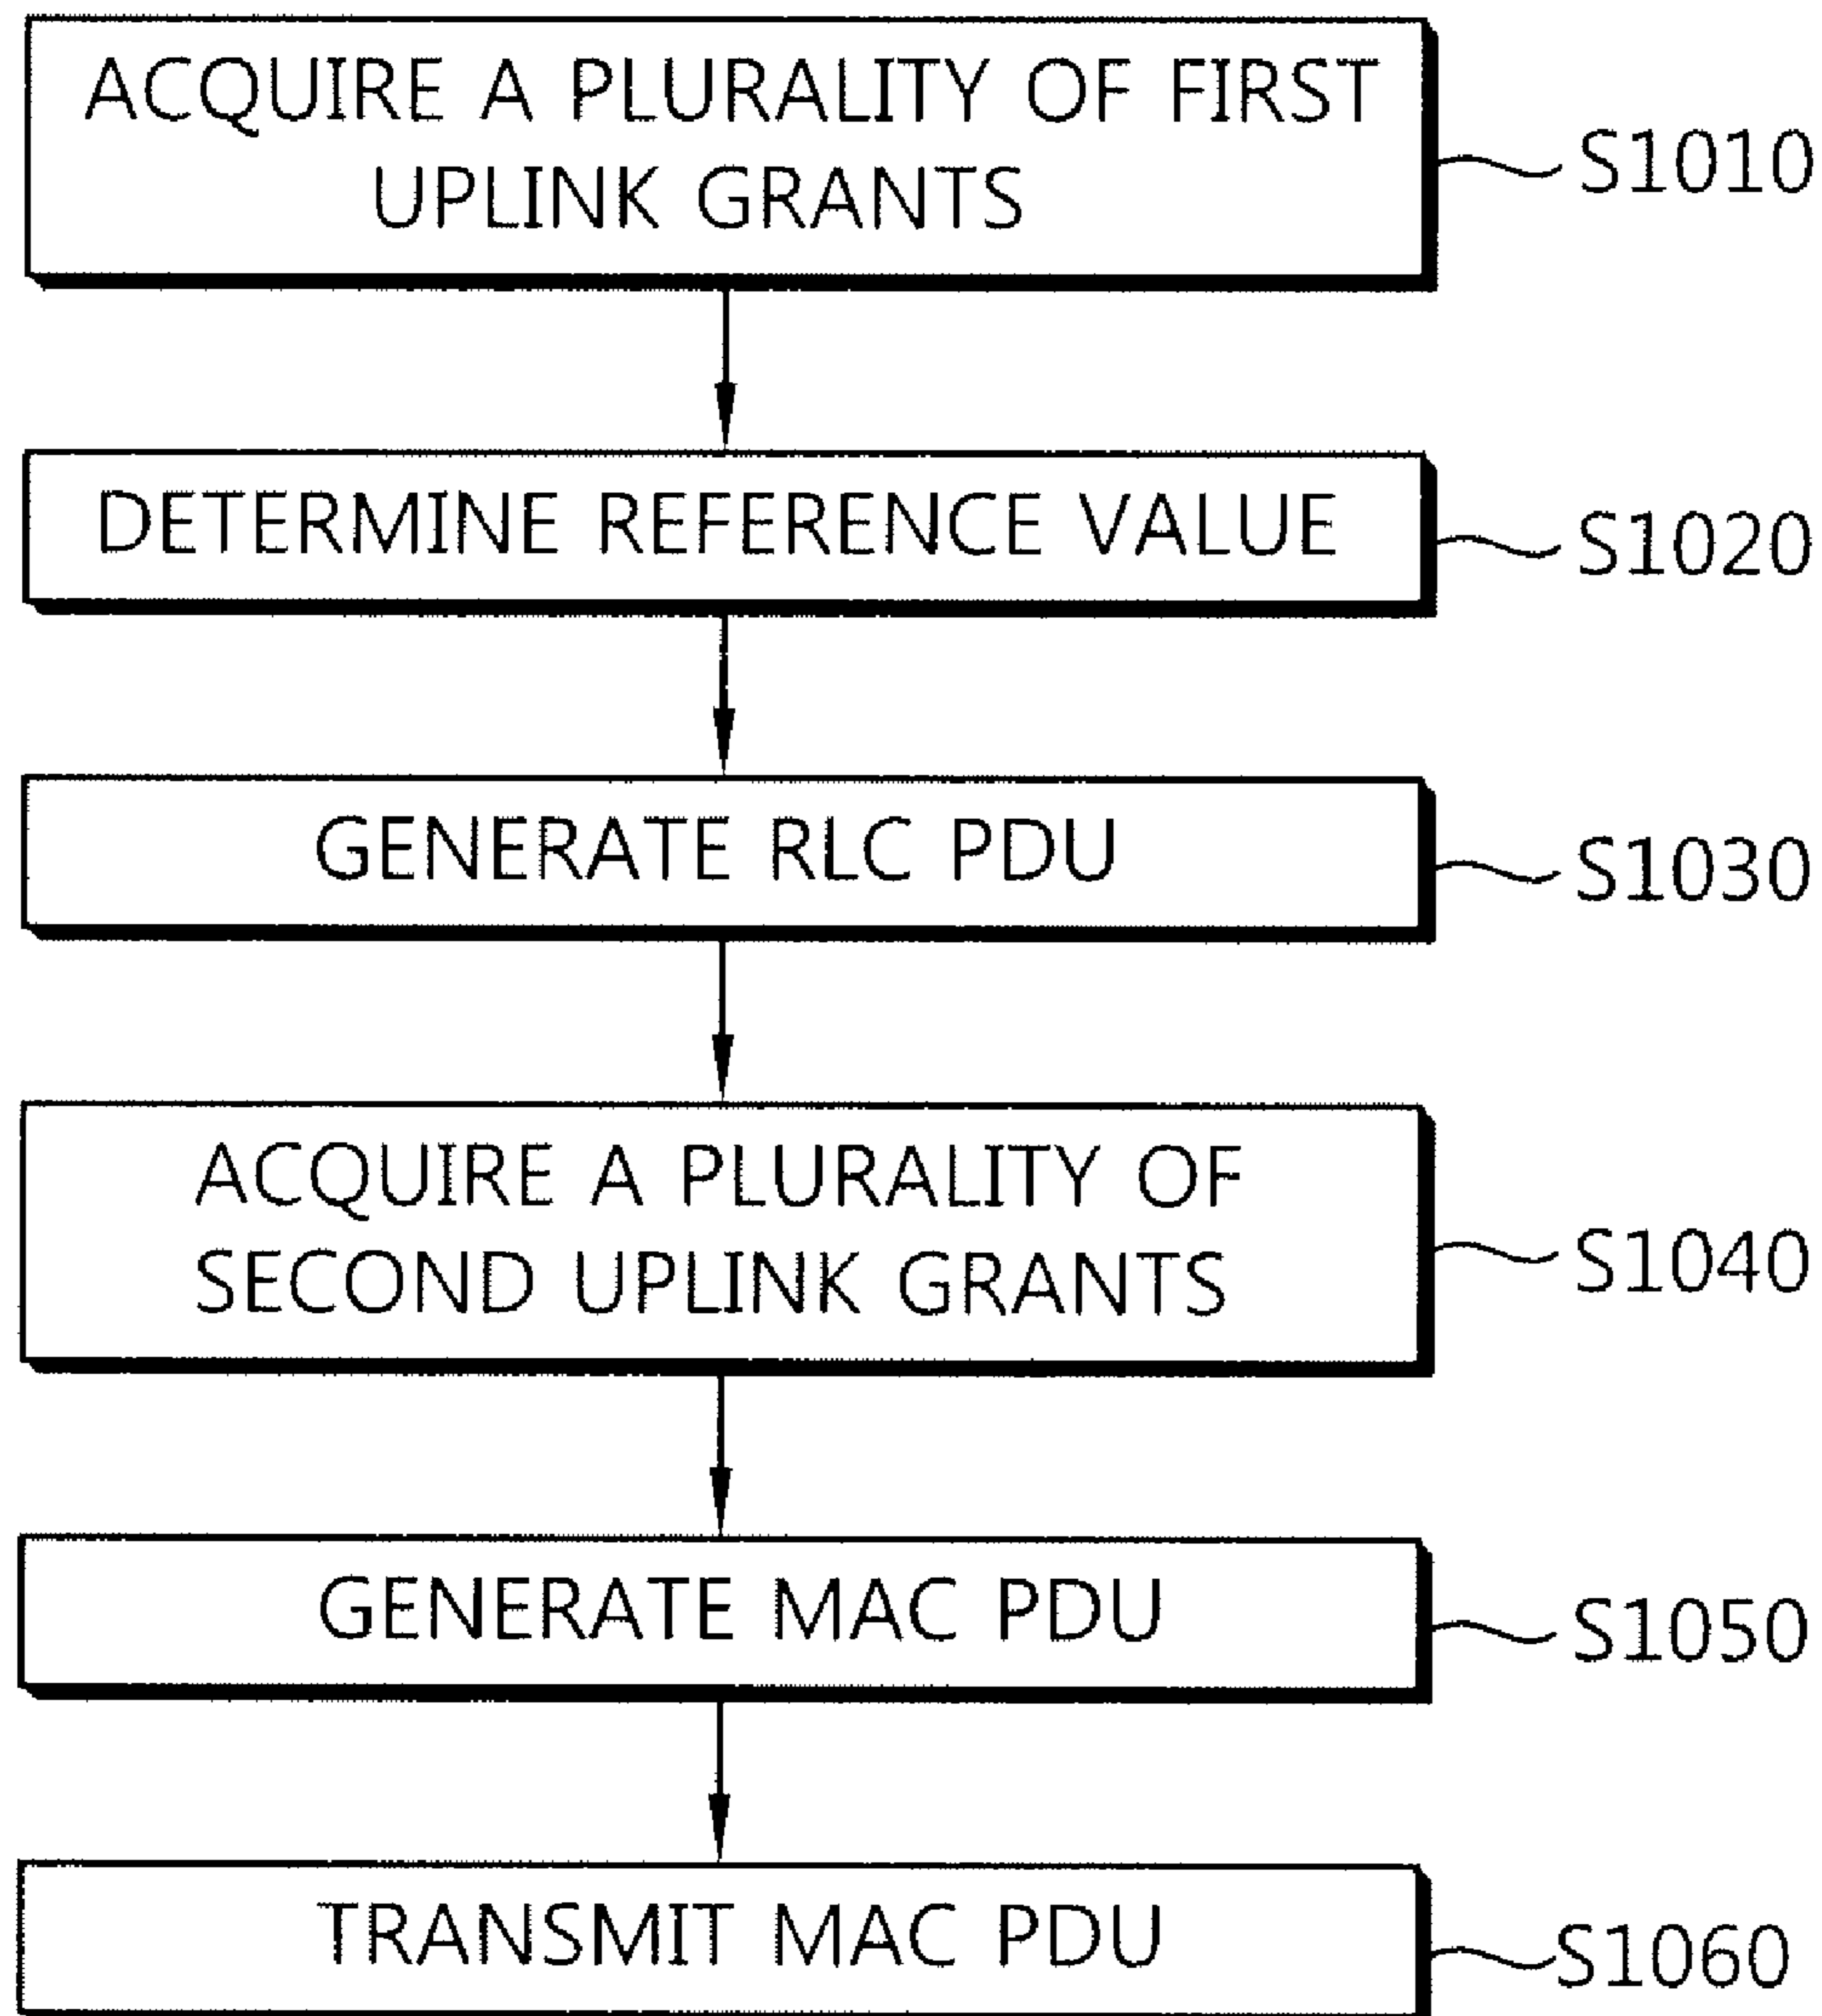 ACQUIRE A PLURALITY OF FIRST
UPLINK GRANTS
S1010
DETERMINE REFERENCE VALUE
S1020
GENERATE RLC PDU
S1030
ACQUIRE A PLURALITY OF
SECOND UPLINK GRANTS
S1040
GENERATE MAC PDU
S1050
TRANSMIT MAC PDU
S1060